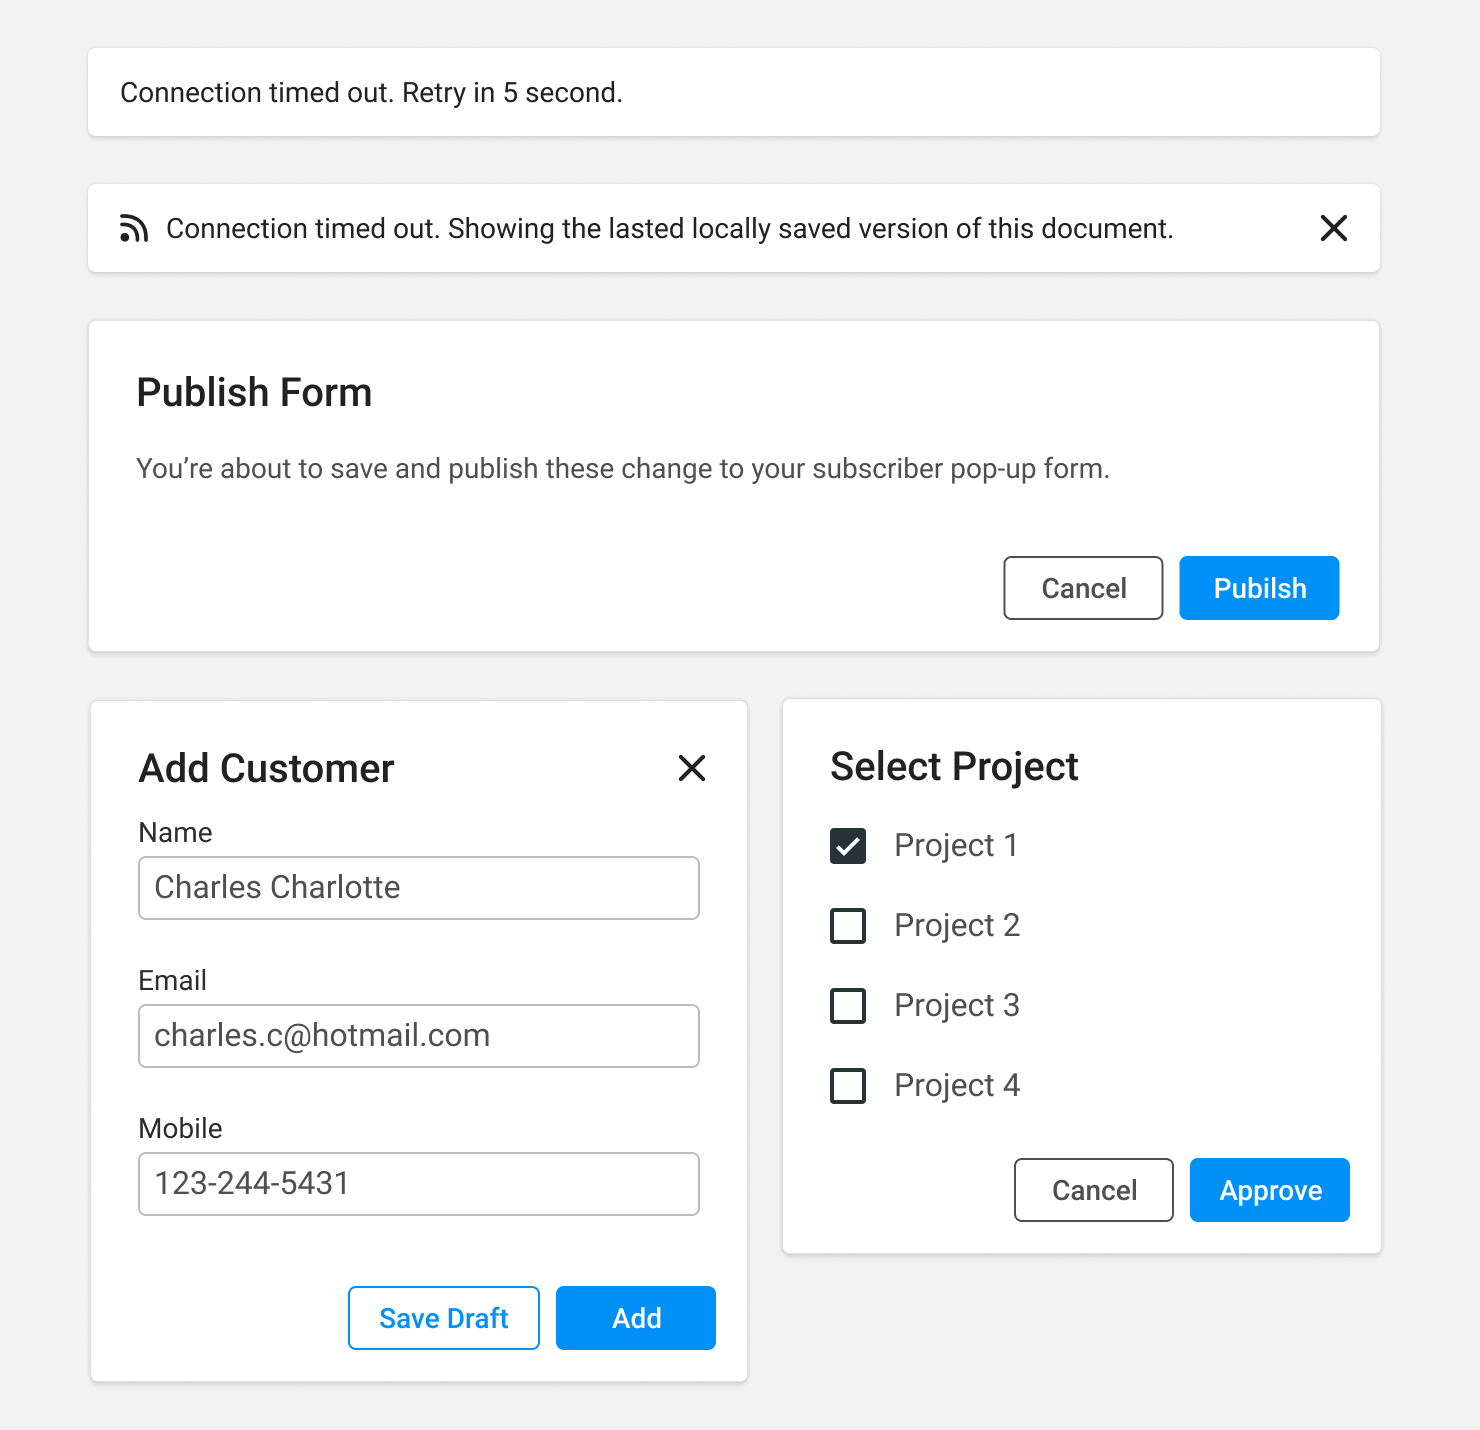 Connection timed out. Retry in 5 second.
Connection timed out. Showing the lasted locally saved version of this document.
Publish Form
You’re about to save and publish these change to your subscriber pop-up form.
Cancel
Pubilsh
Add Customer
Name
Charles Charlotte
Email
charles.c@hotmail.com
Mobile
123-244-5431
Save Draft
Add
Select Project
Project 1
Project 2
Project 3
Project 4
Cancel
Approve